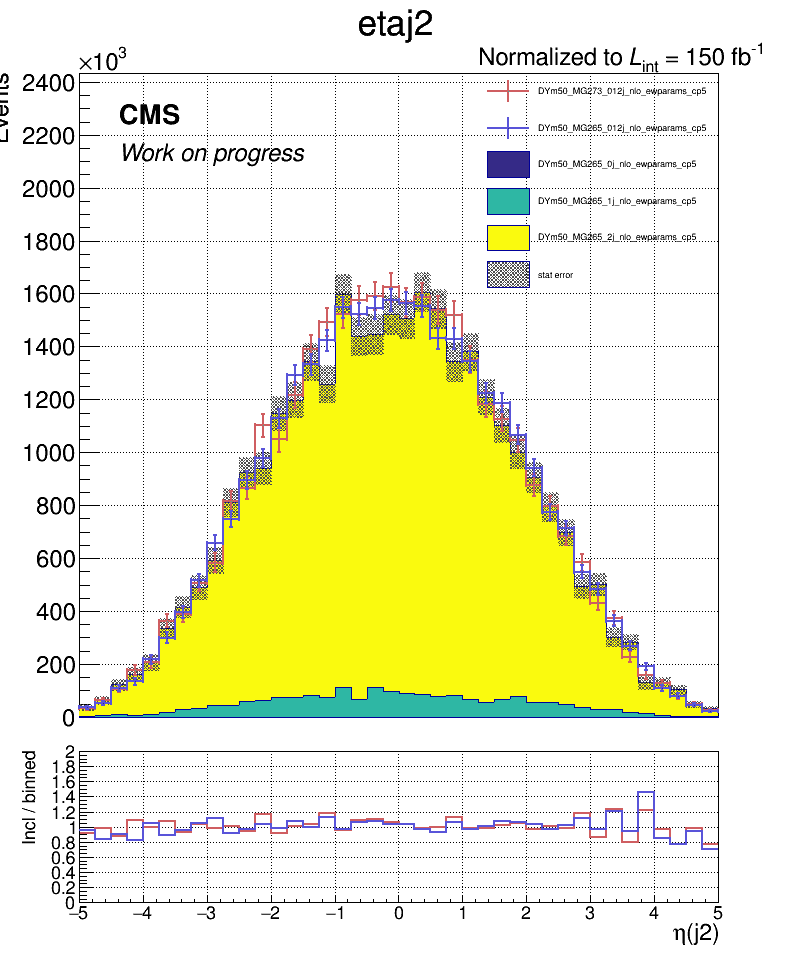 etaj2
×10³
Normalized to L_int = 150 fb⁻¹
Events
2400
2200
2000
1800
1600
1400
1200
1000
800
600
400
200
0
CMS
Work on progress
DYm50_MG273_012j_nlo_ewparams_cp5
DYm50_MG265_012j_nlo_ewparams_cp5
DYm50_MG265_0j_nlo_ewparams_cp5
DYm50_MG265_1j_nlo_ewparams_cp5
DYm50_MG265_2j_nlo_ewparams_cp5
stat error
Incl / binned
2
1.8
1.6
1.4
1.2
1
0.8
0.6
0.4
0.2
0
−5 −4 −3 −2 −1 0 1 2 3 4 5
η(j2)